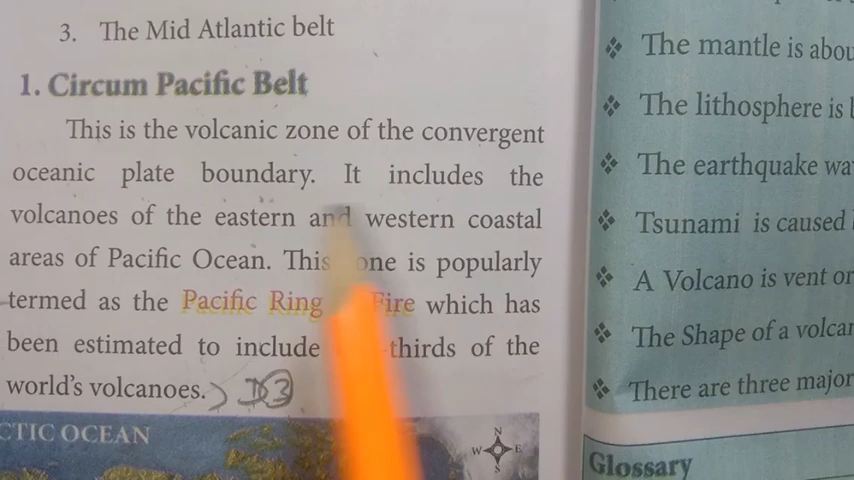 3. The Mid Atlantic belt
1. Circum Pacific Belt
This is the volcanic zone of the convergent
oceanic plate boundary. It includes the
volcanoes of the eastern and western coastal
areas of Pacific Ocean. This is popularly
termed as the Pacific Ring Fire which has
been estimated to include thirds of the
world's volcanoes.
CTIC OCEAN
N
W E
S
The mantle is abou
The lithosphere is
The earthquake wa
Tsunami is caused
A Volcano is vent or
The Shape of a volcan
There are three major
Glossary